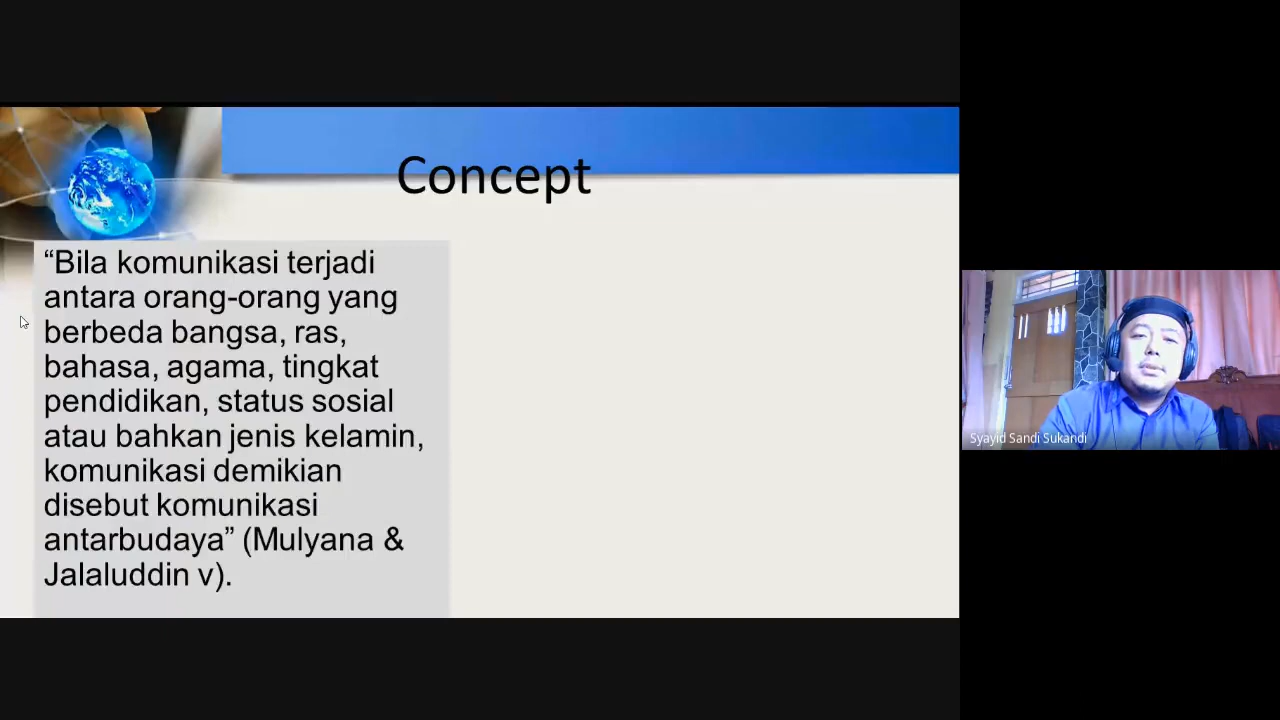 Concept
“Bila komunikasi terjadi
antara orang-orang yang
berbeda bangsa, ras,
bahasa, agama, tingkat
pendidikan, status sosial
atau bahkan jenis kelamin,
komunikasi demikian
disebut komunikasi
antarbudaya” (Mulyana &
Jalaluddin v).
Syayid Sandi Sukandi